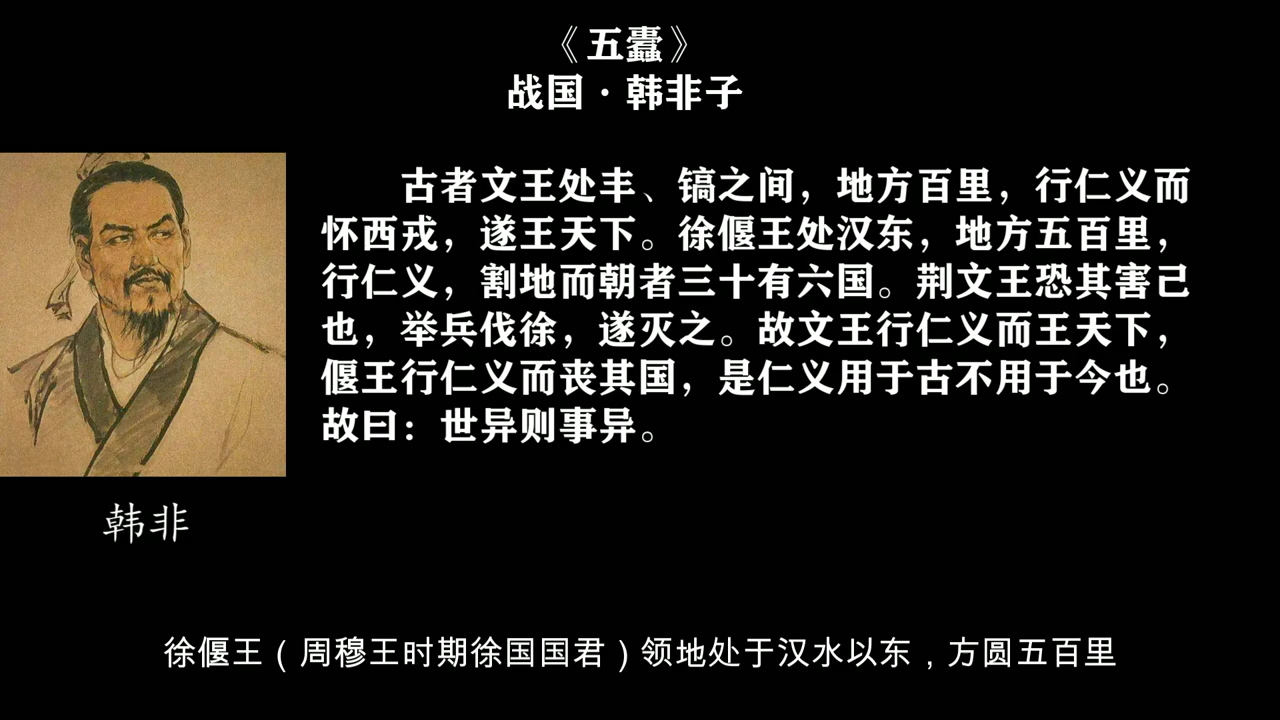 《五蠹》
战国·韩非子
古者文王处丰、镐之间，地方百里，行仁义而
怀西戎，遂王天下。徐偃王处汉东，地方五百里，
行仁义，割地而朝者三十有六国。荆文王恐其害己
也，举兵伐徐，遂灭之。故文王行仁义而王天下，
偃王行仁义而丧其国，是仁义用于古不用于今也。
故曰：世异则事异。
韩非
徐偃王（周穆王时期徐国国君）领地处于汉水以东，方圆五百里